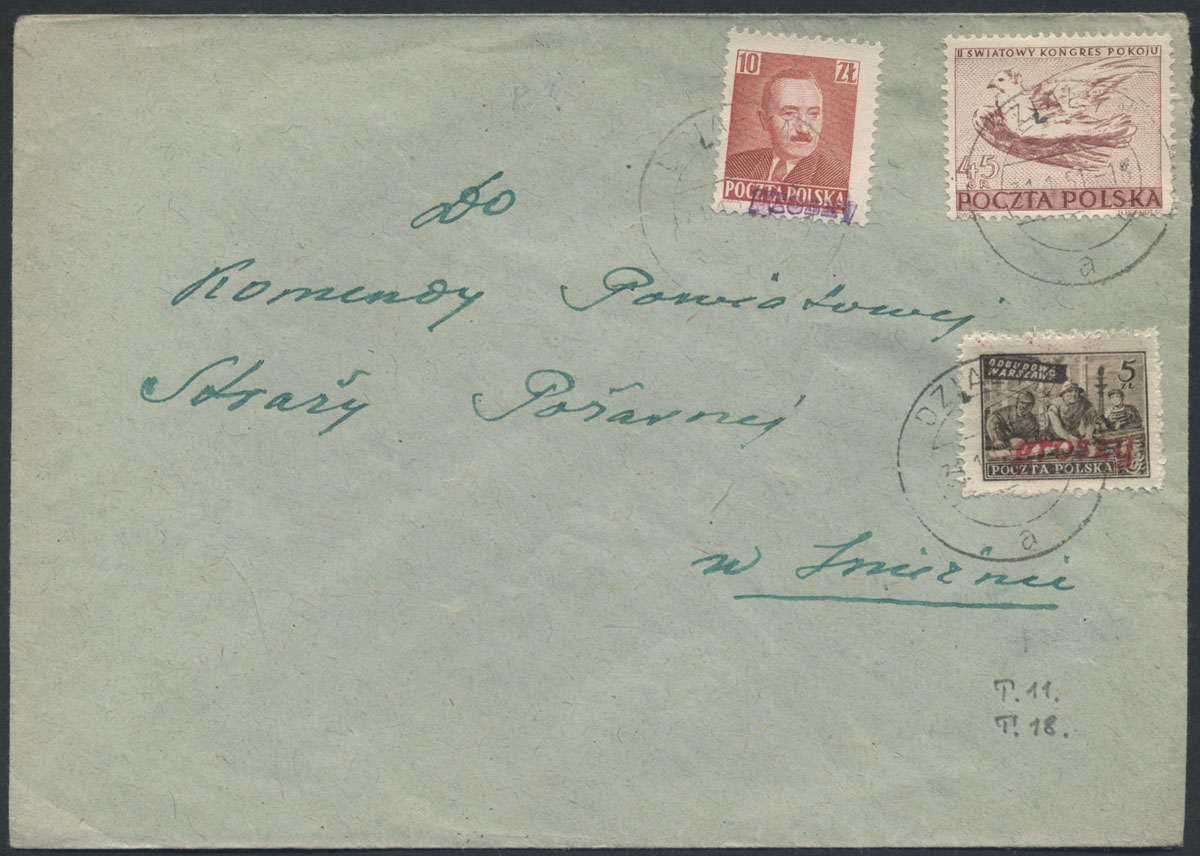 10 ZŁ
POCZTA POLSKA
II ŚWIATOWY KONGRES POKOJU
45
POCZTA POLSKA
a
Do
Komendy Powiatowej
Straży Pożarnej
ODBUDOWA
WARSZAWY
5
ZŁ
groszy
POCZTA POLSKA
a
w Gnieźnie
T. 11.
T. 18.